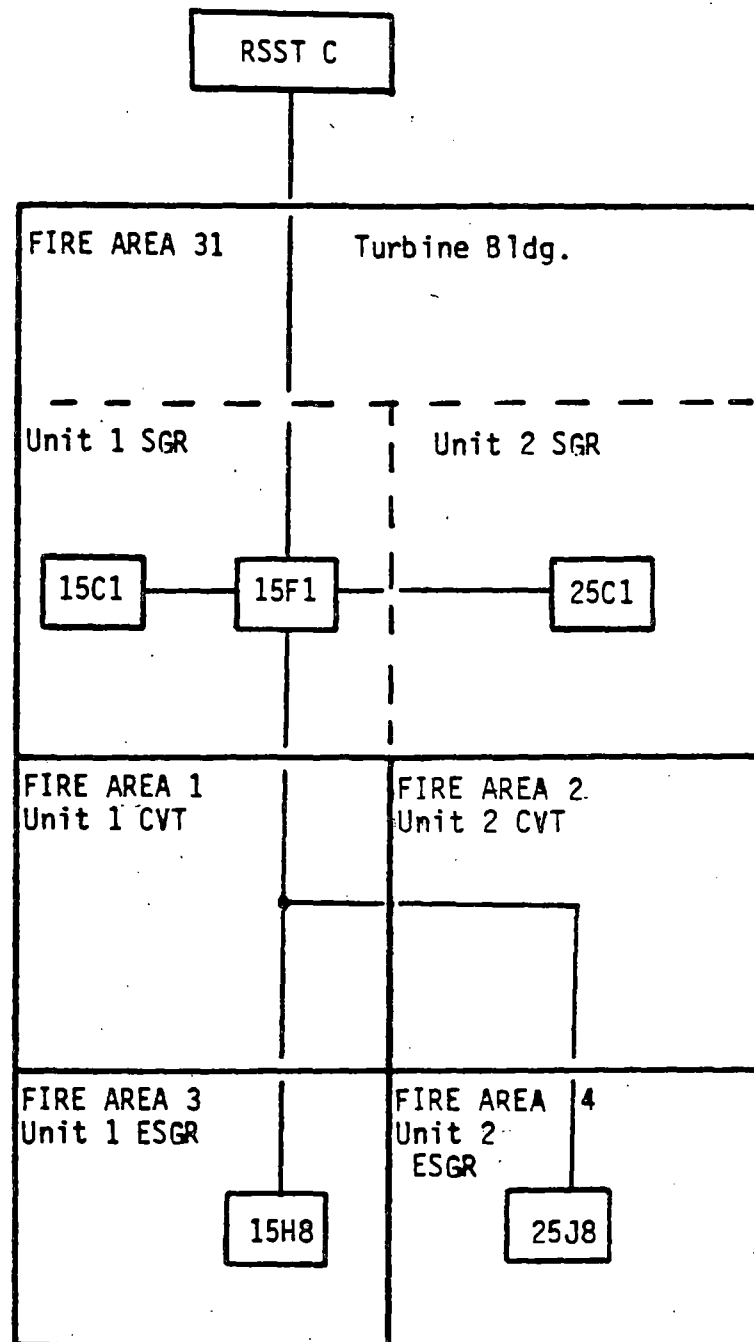 RSST C
FIRE AREA 31
Turbine Bldg.
Unit 1 SGR
Unit 2 SGR
15C1
15F1
25C1
FIRE AREA 1
Unit 1 CVT
FIRE AREA 2
Unit 2 CVT
FIRE AREA 3
Unit 1 ESGR
FIRE AREA 4
Unit 2
ESGR
15H8
25J8